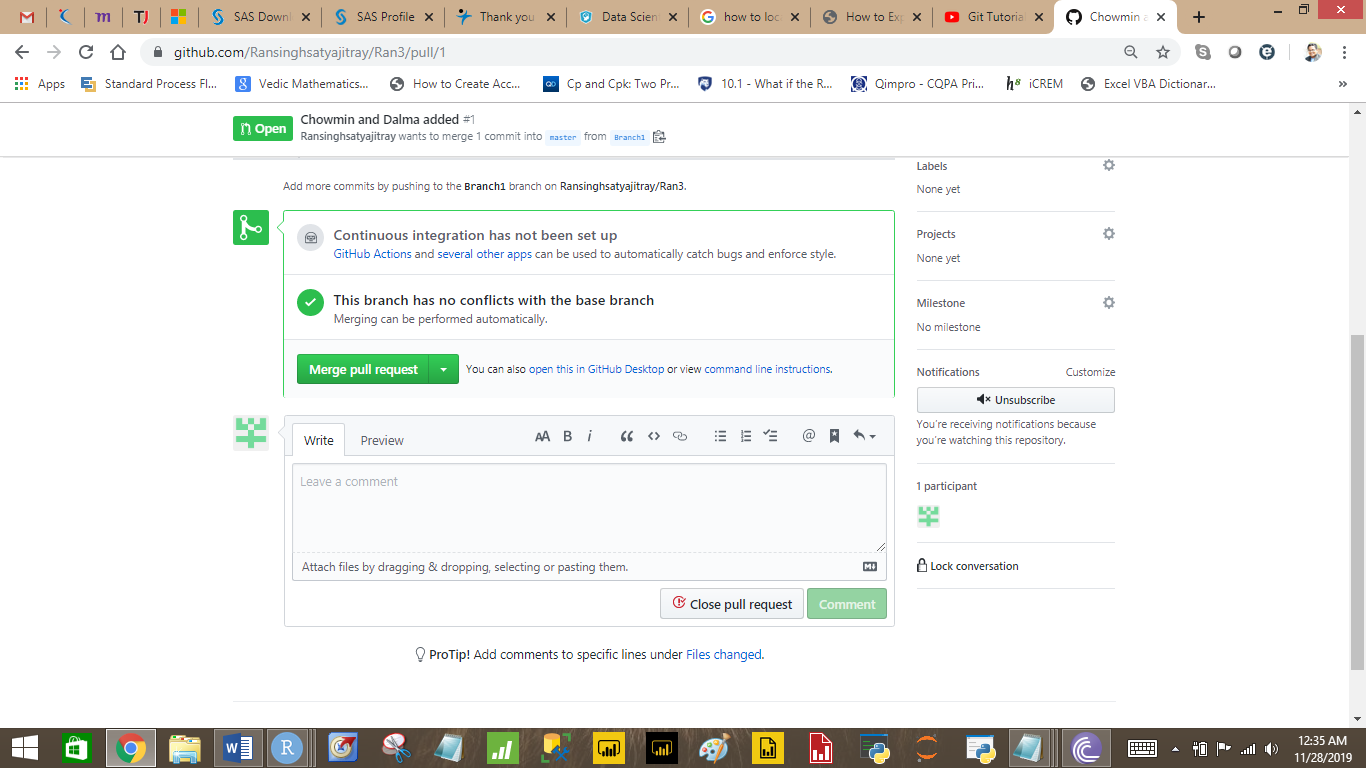 SAS Downl
SAS Profile
Thank you
Data Scien
how to loc
How to Exp
Git Tutorial
Chowmin a
github.com/Ransinghsatyajitray/Ran3/pull/1
Apps
Standard Process Fl...
Vedic Mathematics...
How to Create Acc...
Cp and Cpk: Two Pr...
10.1 - What if the R...
Qimpro - CQPA Pri...
iCREM
Excel VBA Dictionar...
»
Open
Chowmin and Dalma added #1
Ransinghsatyajitray wants to merge 1 commit into master from Branch1
Add more commits by pushing to the Branch1 branch on Ransinghsatyajitray/Ran3.
Continuous integration has not been set up
GitHub Actions and several other apps can be used to automatically catch bugs and enforce style.
This branch has no conflicts with the base branch
Merging can be performed automatically.
Merge pull request
You can also open this in GitHub Desktop or view command line instructions.
Write
Preview
AA B i
Leave a comment
Attach files by dragging & dropping, selecting or pasting them.
Close pull request
Comment
ProTip! Add comments to specific lines under Files changed.
Labels
None yet
Projects
None yet
Milestone
No milestone
Notifications
Customize
Unsubscribe
You're receiving notifications because
you're watching this repository.
1 participant
Lock conversation
12:35 AM
11/28/2019